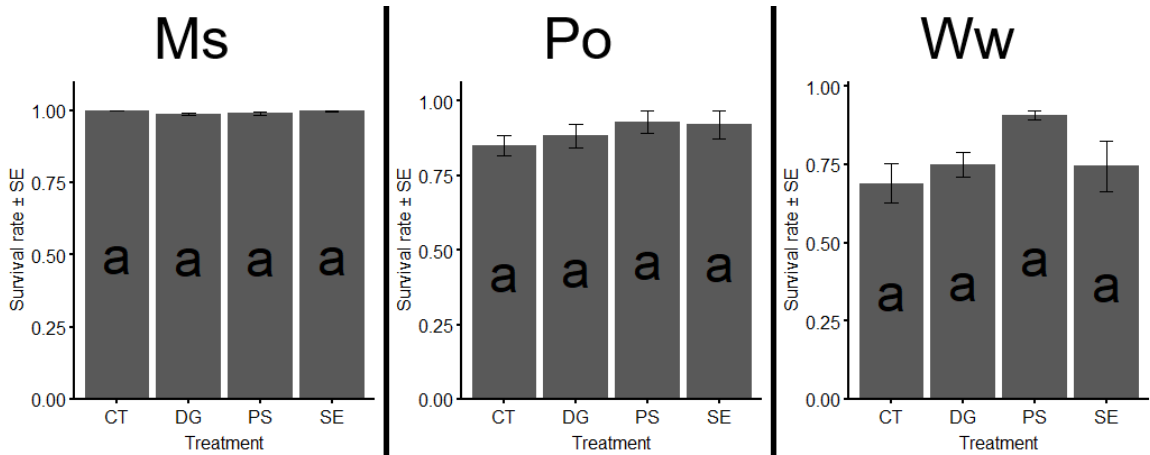 Ms
Survival rate ± SE
1.00
0.75
0.50
0.25
0.00
a a a a
CT DG PS SE
Treatment
Po
Survival rate ± SE
1.00
0.75
0.50
0.25
0.00
a a a a
CT DG PS SE
Treatment
Ww
Survival rate ± SE
1.00
0.75
0.50
0.25
0.00
a a a a
CT DG PS SE
Treatment